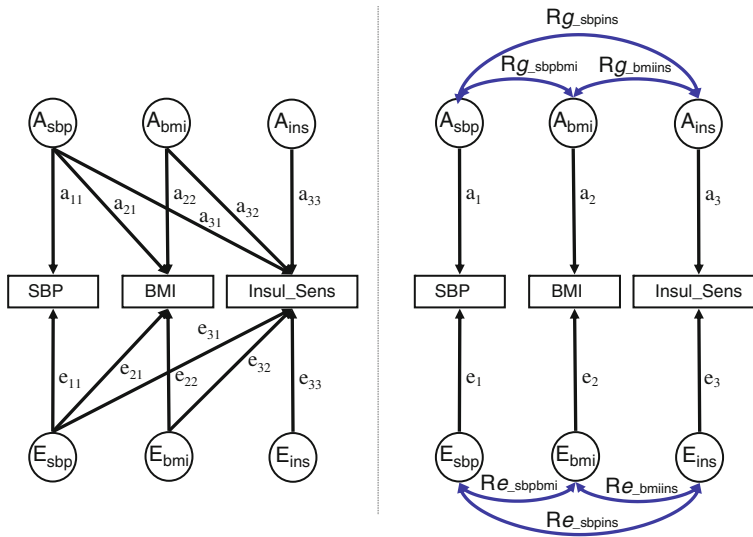 Rg_sbpins
Rg_sbpbmi
Rg_bmiins
A_sbp
A_bmi
A_ins
A_sbp
A_bmi
A_ins
a11
a21
a22
a31
a32
a33
a1
a2
a3
SBP
BMI
Insul_Sens
SBP
BMI
Insul_Sens
e11
e21
e31
e22
e32
e33
e1
e2
e3
E_sbp
E_bmi
E_ins
E_sbp
E_bmi
E_ins
Re_sbpbmi
Re_bmiins
Re_sbpins